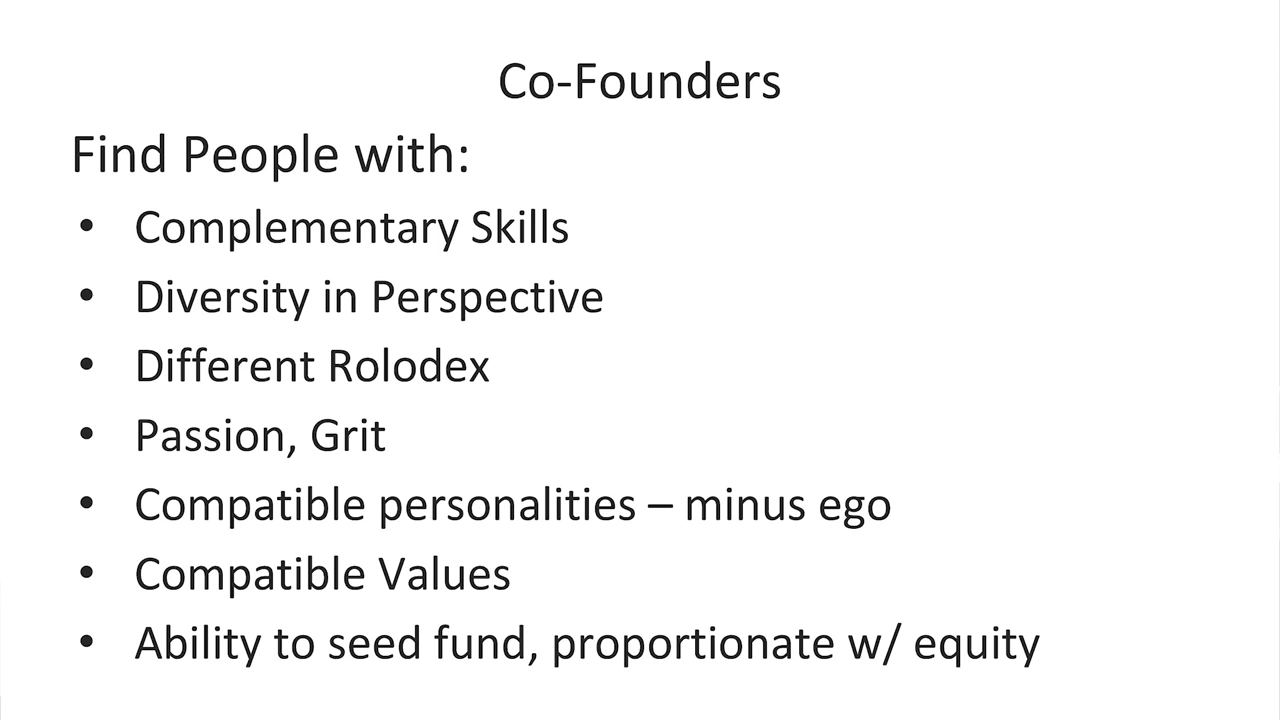 Co-Founders
Find People with:
• Complementary Skills
• Diversity in Perspective
• Different Rolodex
• Passion, Grit
• Compatible personalities – minus ego
• Compatible Values
• Ability to seed fund, proportionate w/ equity